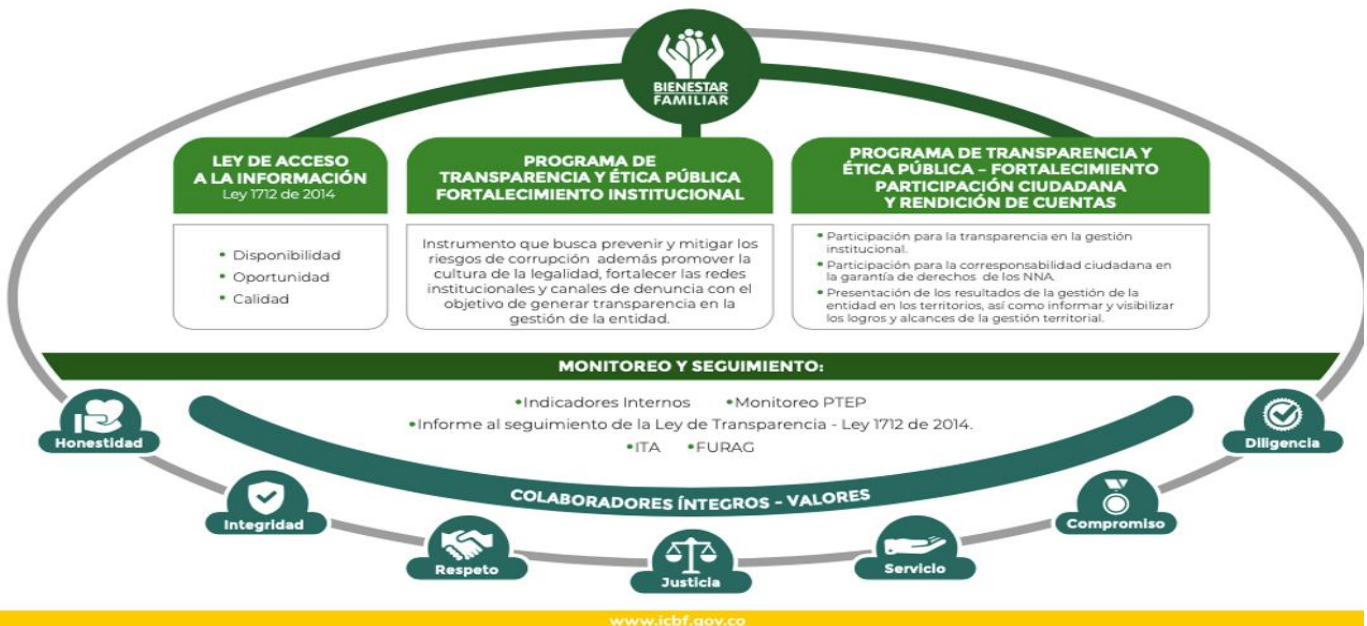 BIENESTAR
FAMILIAR
LEY DE ACCESO
A LA INFORMACIÓN
Ley 1712 de 2014
• Disponibilidad
• Oportunidad
• Calidad
PROGRAMA DE
TRANSPARENCIA Y ÉTICA PÚBLICA
FORTALECIMIENTO INSTITUCIONAL
Instrumento que busca prevenir y mitigar los
riesgos de corrupción además promover la
cultura de la legalidad, fortalecer las redes
institucionales y canales de denuncia con el
objetivo de generar transparencia en la
gestión de la entidad.
PROGRAMA DE TRANSPARENCIA Y
ÉTICA PÚBLICA – FORTALECIMIENTO
PARTICIPACIÓN CIUDADANA
Y RENDICIÓN DE CUENTAS
• Participación para la transparencia en la gestión
institucional.
• Participación para la corresponsabilidad ciudadana en
la garantía de derechos de los NNA.
• Presentación de los resultados de la gestión de la
entidad en los territorios, así como informar y visibilizar
los logros y alcances de la gestión territorial.
MONITOREO Y SEGUIMIENTO:
•Indicadores Internos •Monitoreo PTEP
•Informe al seguimiento de la Ley de Transparencia - Ley 1712 de 2014.
•ITA •FURAG
COLABORADORES ÍNTEGROS – VALORES
Honestidad
Integridad
Respeto
Justicia
Servicio
Compromiso
Diligencia
www.icbf.gov.co